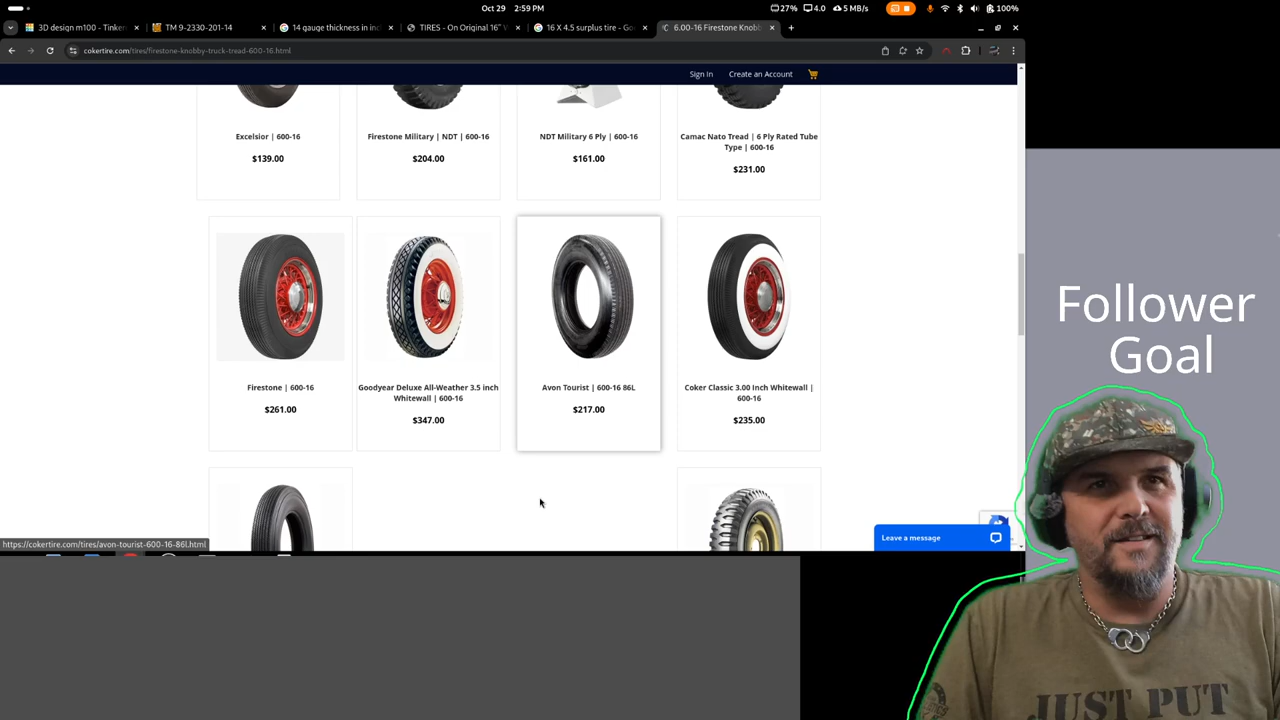 Oct 29 2:59 PM
27% 4.0 5 MB/s 100%
3D design m100 - Tinker
TM 9-2330-201-14
14 gauge thickness in inc
TIRES - On Original 16" V
16 X 4.5 surplus tire - Go
6.00-16 Firestone Knobb
cokertire.com/tires/firestone-knobby-truck-tread-600-16.html
Sign In Create an Account
Excelsior | 600-16
$139.00
Firestone Military | NDT | 600-16
$204.00
NDT Military 6 Ply | 600-16
$161.00
Camac Nato Tread | 6 Ply Rated Tube
Type | 600-16
$231.00
Firestone | 600-16
$261.00
Goodyear Deluxe All-Weather 3.5 inch
Whitewall | 600-16
$347.00
Avon Tourist | 600-16 86L
$217.00
Coker Classic 3.00 Inch Whitewall |
600-16
$235.00
https://cokertire.com/tires/avon-tourist-600-16-86l.html
Leave a message
Follower
Goal
JUST PUT